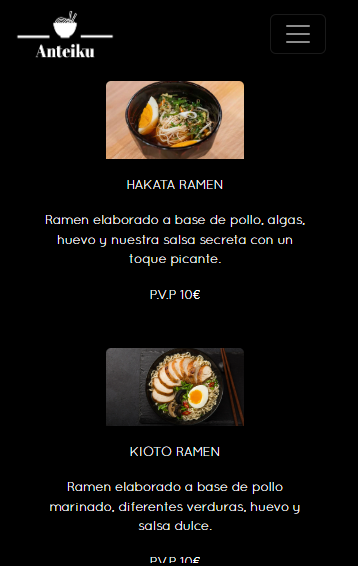 Anteiku
HAKATA RAMEN
Ramen elaborado a base de pollo, algas,
huevo y nuestra salsa secreta con un
toque picante.
P.V.P 10€
KIOTO RAMEN
Ramen elaborado a base de pollo
marinado, diferentes verduras, huevo y
salsa dulce.
P.V.P 10€